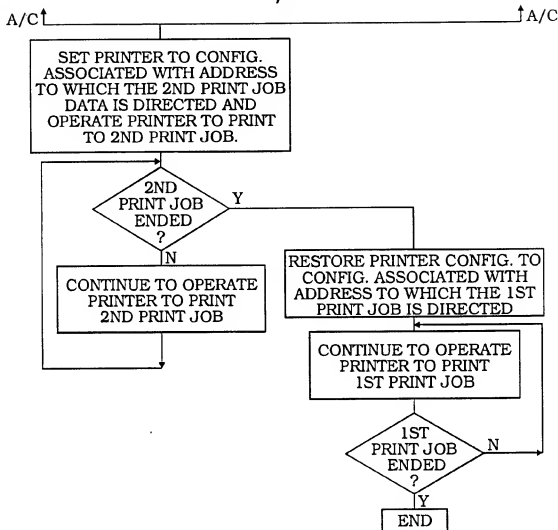 A/C
A/C
SET PRINTER TO CONFIG.
ASSOCIATED WITH ADDRESS
TO WHICH THE 2ND PRINT JOB
DATA IS DIRECTED AND
OPERATE PRINTER TO PRINT
TO 2ND PRINT JOB.
2ND
PRINT JOB
ENDED
?
Y
N
CONTINUE TO OPERATE
PRINTER TO PRINT
2ND PRINT JOB
RESTORE PRINTER CONFIG. TO
CONFIG. ASSOCIATED WITH
ADDRESS TO WHICH THE 1ST
PRINT JOB IS DIRECTED
CONTINUE TO OPERATE
PRINTER TO PRINT
1ST PRINT JOB
1ST
PRINT JOB
ENDED
?
N
Y
END